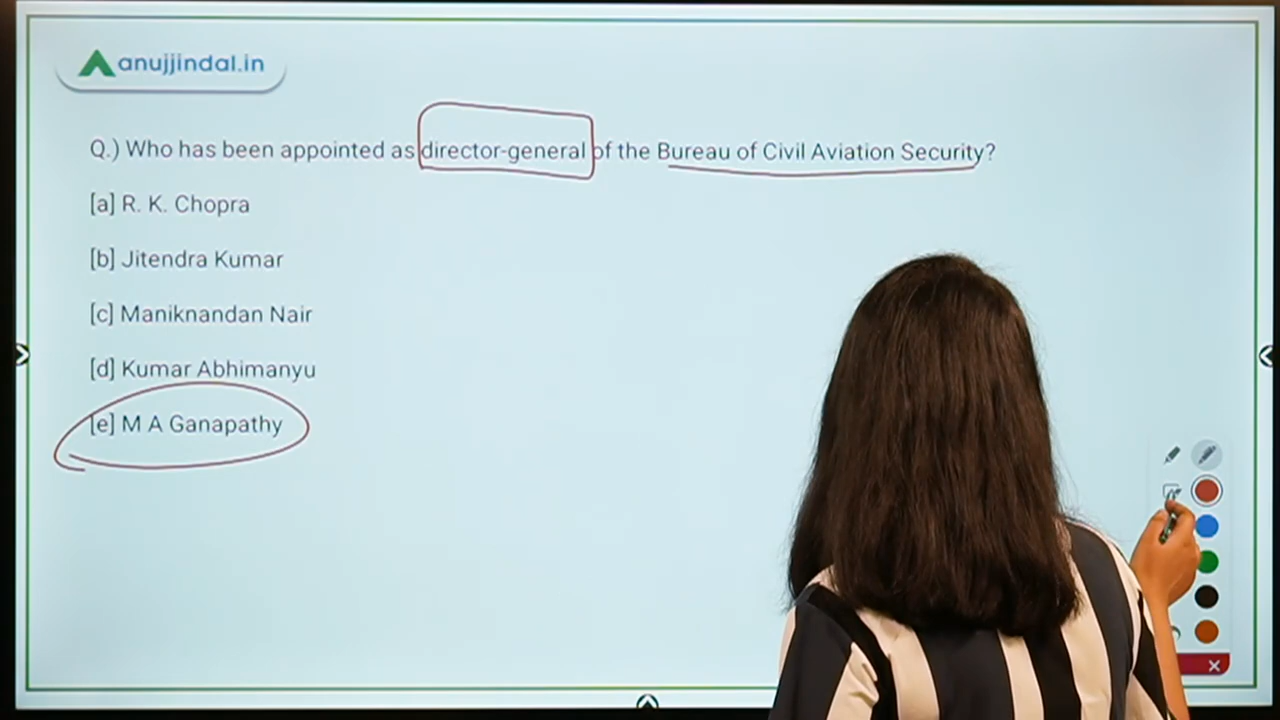 anujjindal.in
Q.) Who has been appointed as director-general of the Bureau of Civil Aviation Security?
[a] R. K. Chopra
[b] Jitendra Kumar
[c] Maniknandan Nair
[d] Kumar Abhimanyu
[e] M A Ganapathy